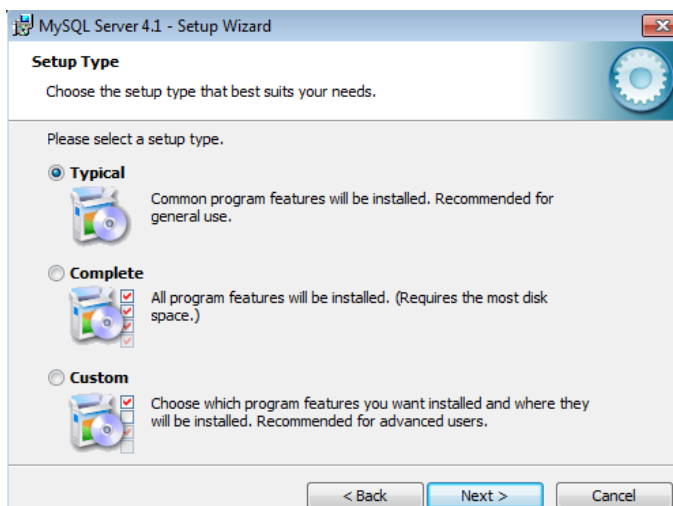 MySQL Server 4.1 - Setup Wizard
Setup Type
Choose the setup type that best suits your needs.
Please select a setup type.
Typical
Common program features will be installed. Recommended for
general use.
Complete
All program features will be installed. (Requires the most disk
space.)
Custom
Choose which program features you want installed and where they
will be installed. Recommended for advanced users.
< Back
Next >
Cancel